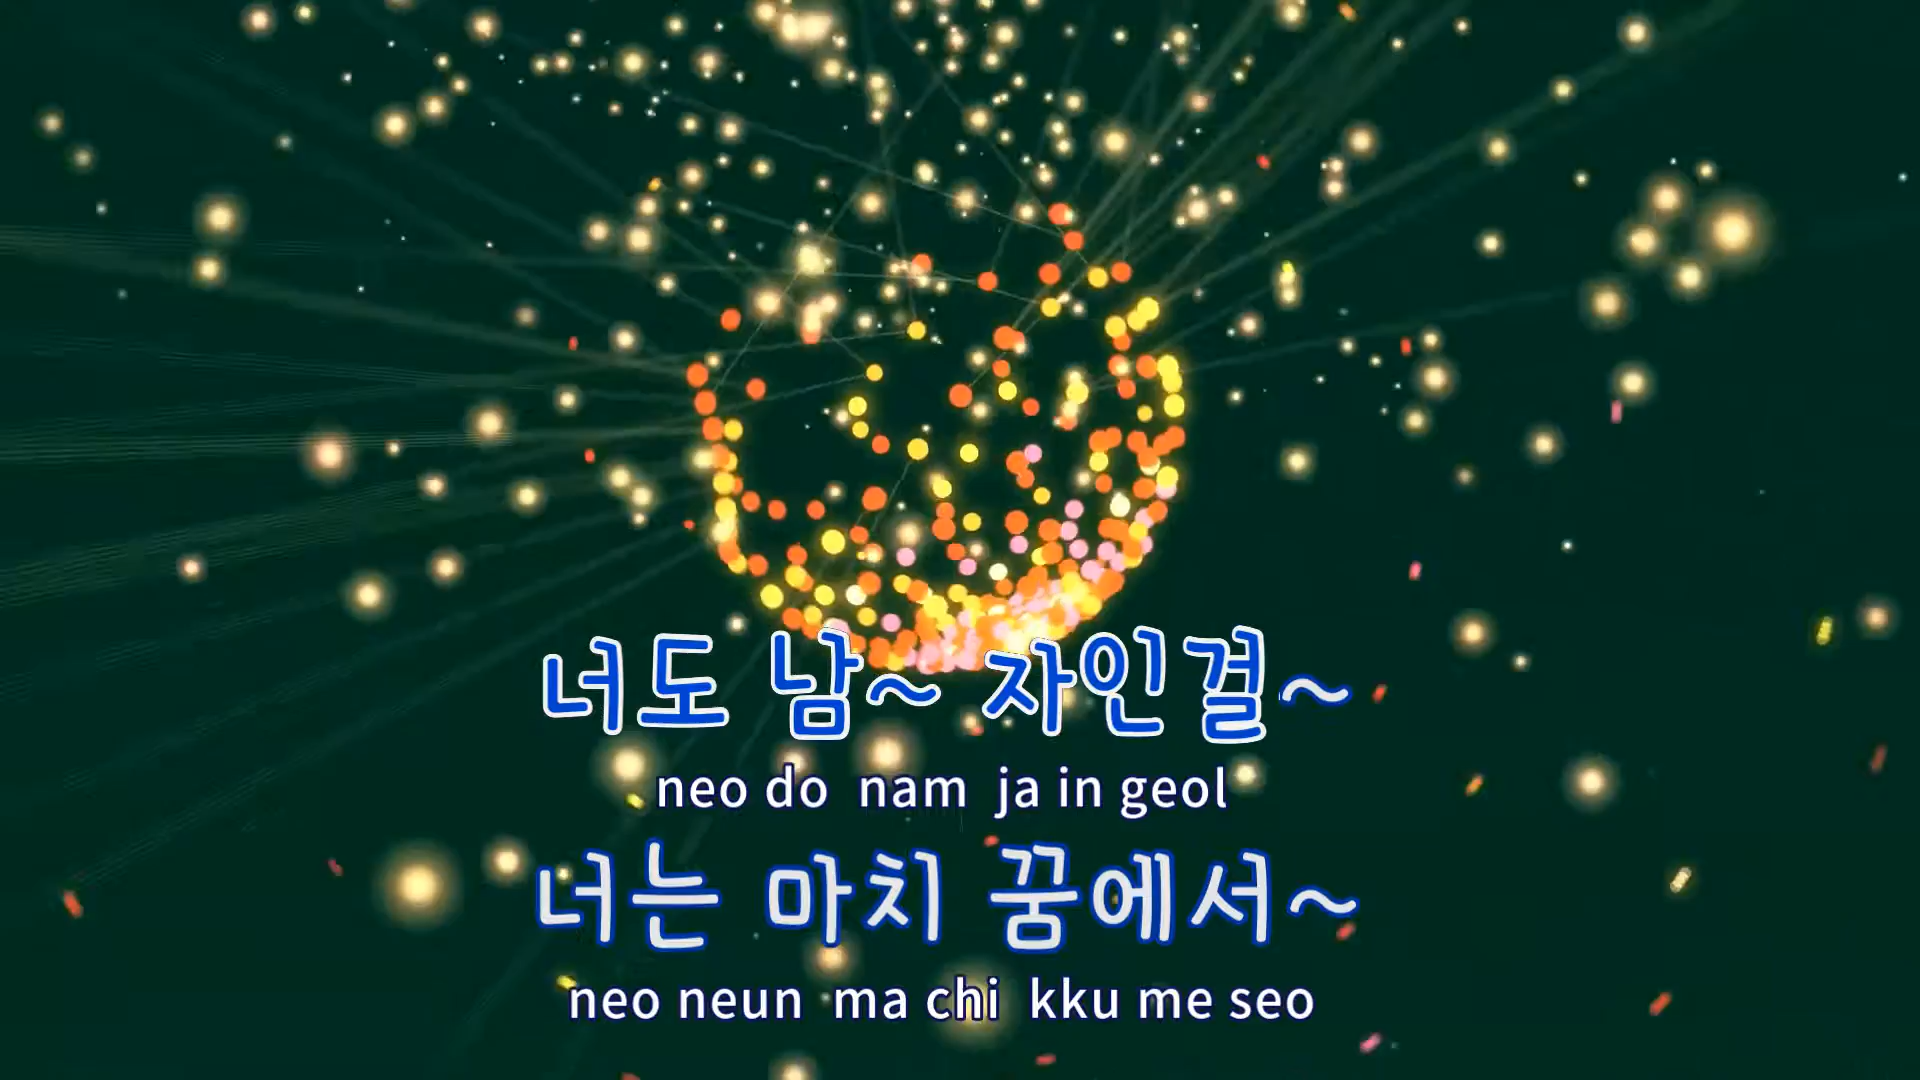 너도 남~ 자인결~
neo do nam ja in geol
너는 마치 꿈에서~
neo neun ma chi kku me seo